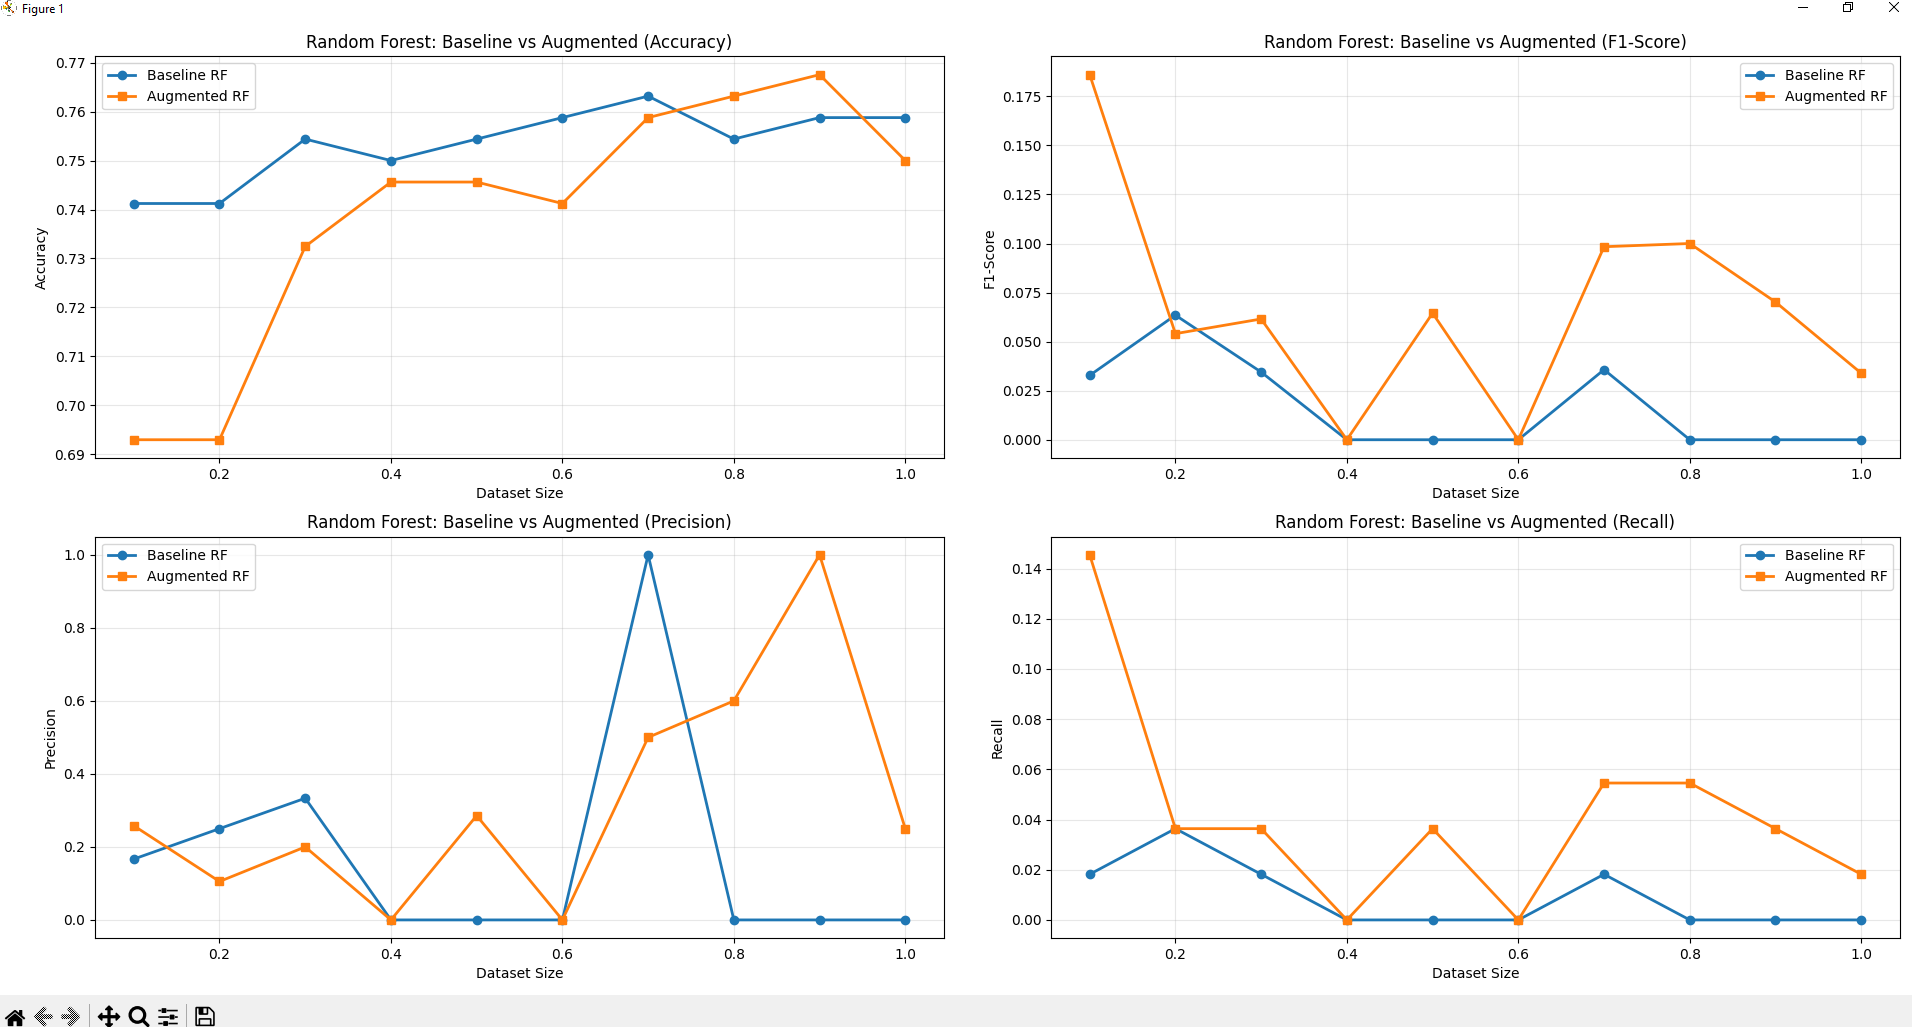 Figure 1
Random Forest: Baseline vs Augmented (Accuracy)
Baseline RF
Augmented RF
0.77
0.76
0.75
0.74
0.73
0.72
0.71
0.70
0.69
Accuracy
0.2
0.4
0.6
0.8
1.0
Dataset Size
Random Forest: Baseline vs Augmented (F1-Score)
Baseline RF
Augmented RF
0.175
0.150
0.125
0.100
0.075
0.050
0.025
0.000
F1-Score
0.2
0.4
0.6
0.8
1.0
Dataset Size
Random Forest: Baseline vs Augmented (Precision)
Baseline RF
Augmented RF
1.0
0.8
0.6
0.4
0.2
0.0
Precision
0.2
0.4
0.6
0.8
1.0
Dataset Size
Random Forest: Baseline vs Augmented (Recall)
Baseline RF
Augmented RF
0.14
0.12
0.10
0.08
0.06
0.04
0.02
0.00
Recall
0.2
0.4
0.6
0.8
1.0
Dataset Size